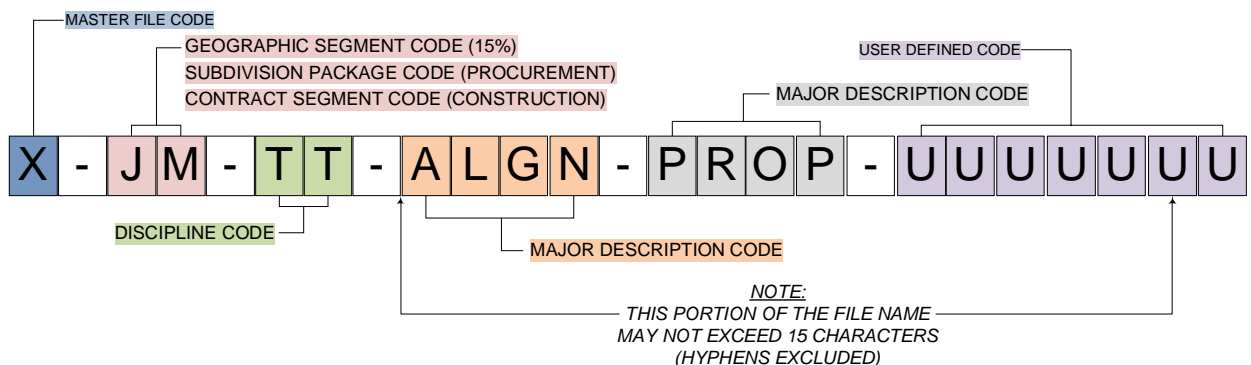 MASTER FILE CODE
GEOGRAPHIC SEGMENT CODE (15%)
SUBDIVISION PACKAGE CODE (PROCUREMENT)
CONTRACT SEGMENT CODE (CONSTRUCTION)
USER DEFINED CODE
MAJOR DESCRIPTION CODE
X - J M - T T - A L G N - P R O P - U U U U U U U
DISCIPLINE CODE
MAJOR DESCRIPTION CODE
NOTE:
THIS PORTION OF THE FILE NAME
MAY NOT EXCEED 15 CHARACTERS
(HYPHENS EXCLUDED)